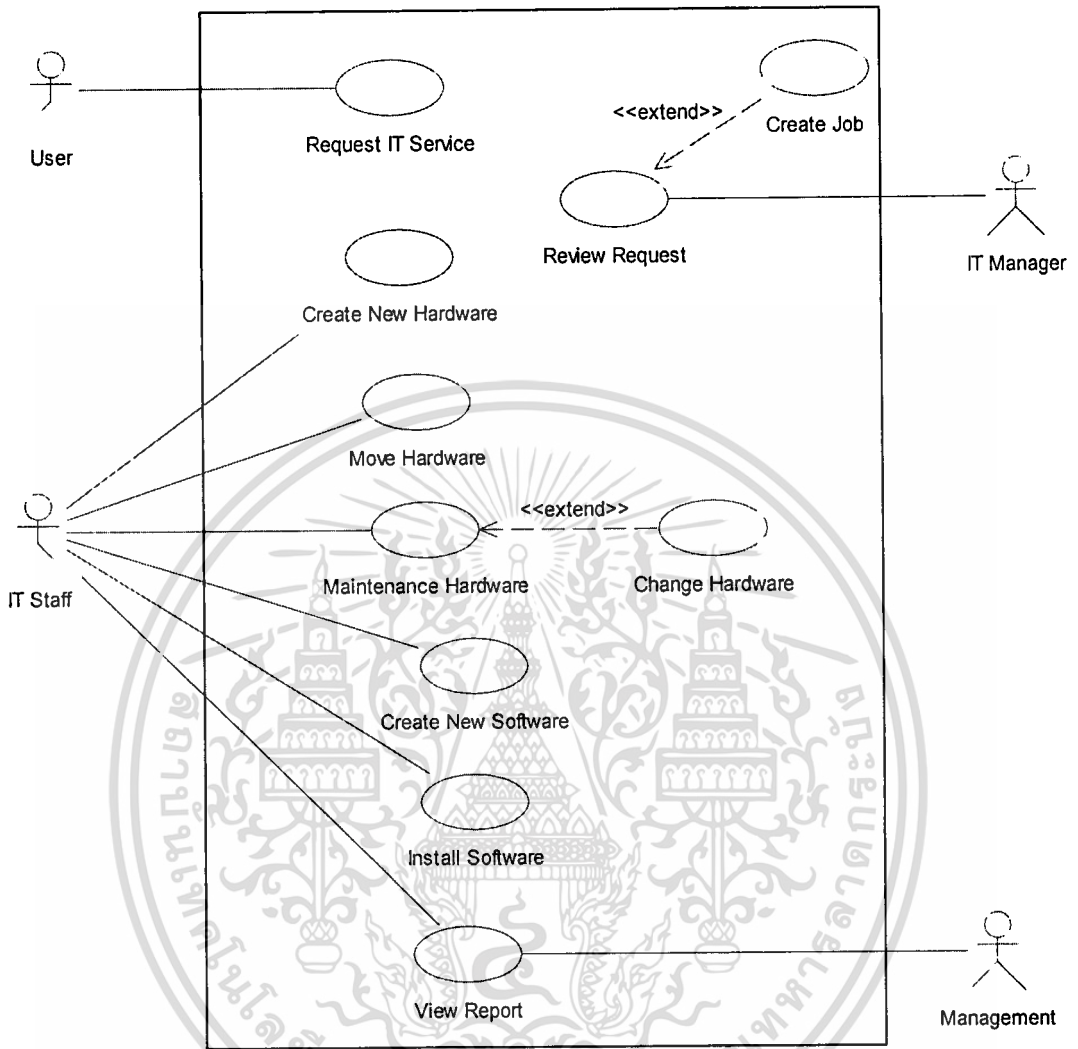 User
Request IT Service
<<extend>>
Create Job
Review Request
IT Manager
Create New Hardware
Move Hardware
IT Staff
Maintenance Hardware
<<extend>>
Change Hardware
Create New Software
Install Software
View Report
Management